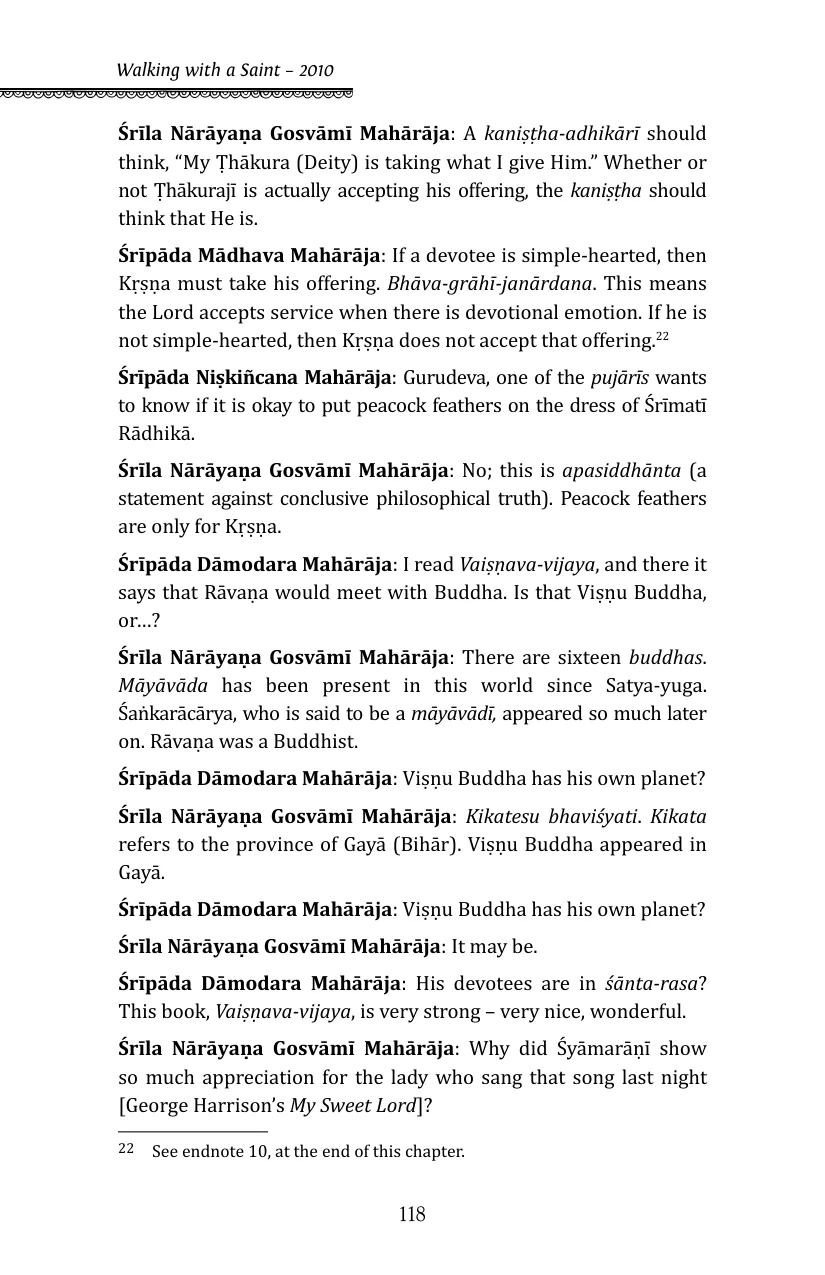 Walking with a Saint – 2010
Śrīla Nārāyaṇa Gosvāmī Mahārāja: A kaniṣṭha-adhikārī should
think, “My Ṭhākura (Deity) is taking what I give Him.” Whether or
not Ṭhākurajī is actually accepting his offering, the kaniṣṭha should
think that He is.
Śrīpāda Mādhava Mahārāja: If a devotee is simple-hearted, then
Kṛṣṇa must take his offering. Bhāva-grāhī-janārdana. This means
the Lord accepts service when there is devotional emotion. If he is
not simple-hearted, then Kṛṣṇa does not accept that offering.22
Śrīpāda Niṣkiñcana Mahārāja: Gurudeva, one of the pujārīs wants
to know if it is okay to put peacock feathers on the dress of Śrīmatī
Rādhikā.
Śrīla Nārāyaṇa Gosvāmī Mahārāja: No; this is apasiddhānta (a
statement against conclusive philosophical truth). Peacock feathers
are only for Kṛṣṇa.
Śrīpāda Dāmodara Mahārāja: I read Vaiṣṇava-vijaya, and there it
says that Rāvaṇa would meet with Buddha. Is that Viṣṇu Buddha,
or...?
Śrīla Nārāyaṇa Gosvāmī Mahārāja: There are sixteen buddhas.
Māyāvāda has been present in this world since Satya-yuga.
Śaṅkarācārya, who is said to be a māyāvādī, appeared so much later
on. Rāvaṇa was a Buddhist.
Śrīpāda Dāmodara Mahārāja: Viṣṇu Buddha has his own planet?
Śrīla Nārāyaṇa Gosvāmī Mahārāja: Kikatesu bhaviśyati. Kikata
refers to the province of Gayā (Bihār). Viṣṇu Buddha appeared in
Gayā.
Śrīpāda Dāmodara Mahārāja: Viṣṇu Buddha has his own planet?
Śrīla Nārāyaṇa Gosvāmī Mahārāja: It may be.
Śrīpāda Dāmodara Mahārāja: His devotees are in śānta-rasa?
This book, Vaiṣṇava-vijaya, is very strong – very nice, wonderful.
Śrīla Nārāyaṇa Gosvāmī Mahārāja: Why did Śyāmarāṇī show
so much appreciation for the lady who sang that song last night
[George Harrison’s My Sweet Lord]?
22 See endnote 10, at the end of this chapter.
118